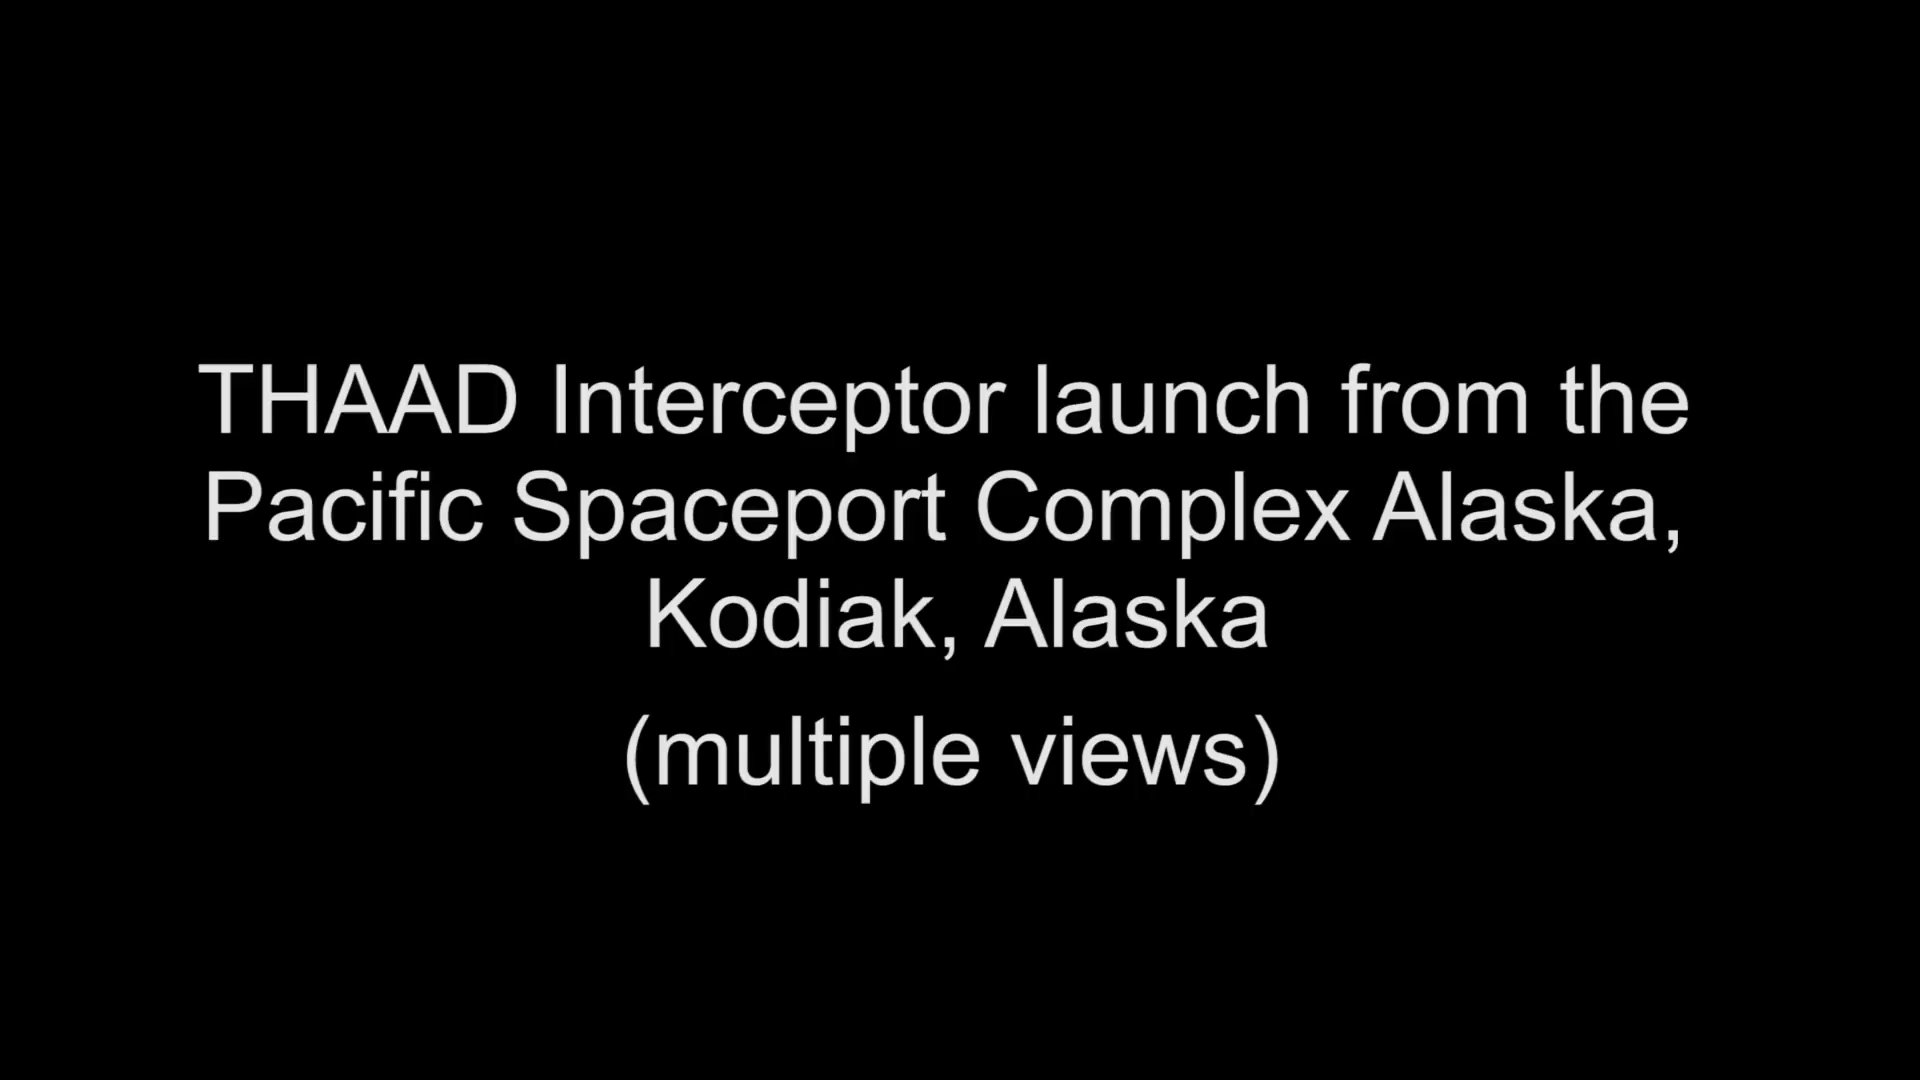 THAAD Interceptor launch from the
Pacific Spaceport Complex Alaska,
Kodiak, Alaska
(multiple views)